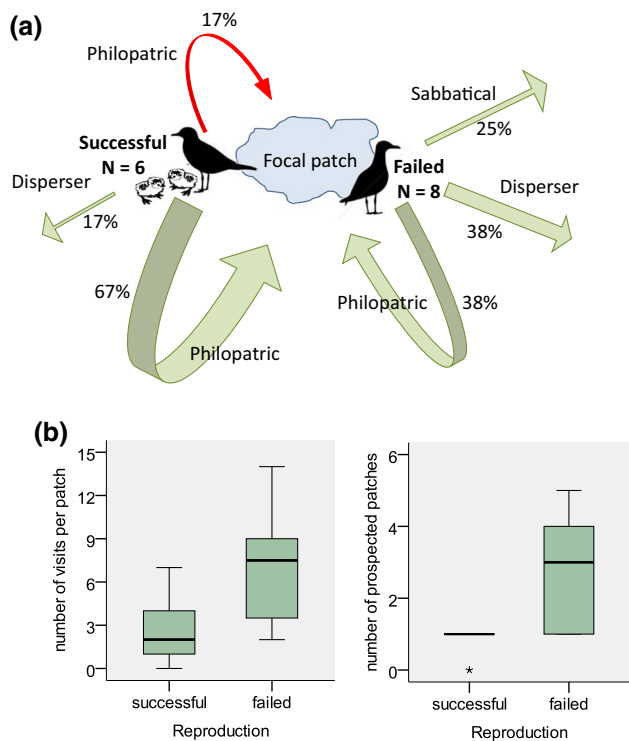 (a)
17%
Philopatric
Sabbatical
25%
Successful
N = 6
Focal patch
Failed
N = 8
Disperser
17%
Disperser
38%
67%
Philopatric
38%
Philopatric
(b)
number of visits per patch
15
12
9
6
3
0
successful
failed
Reproduction
number of prospected patches
6
4
2
0
*
successful
failed
Reproduction